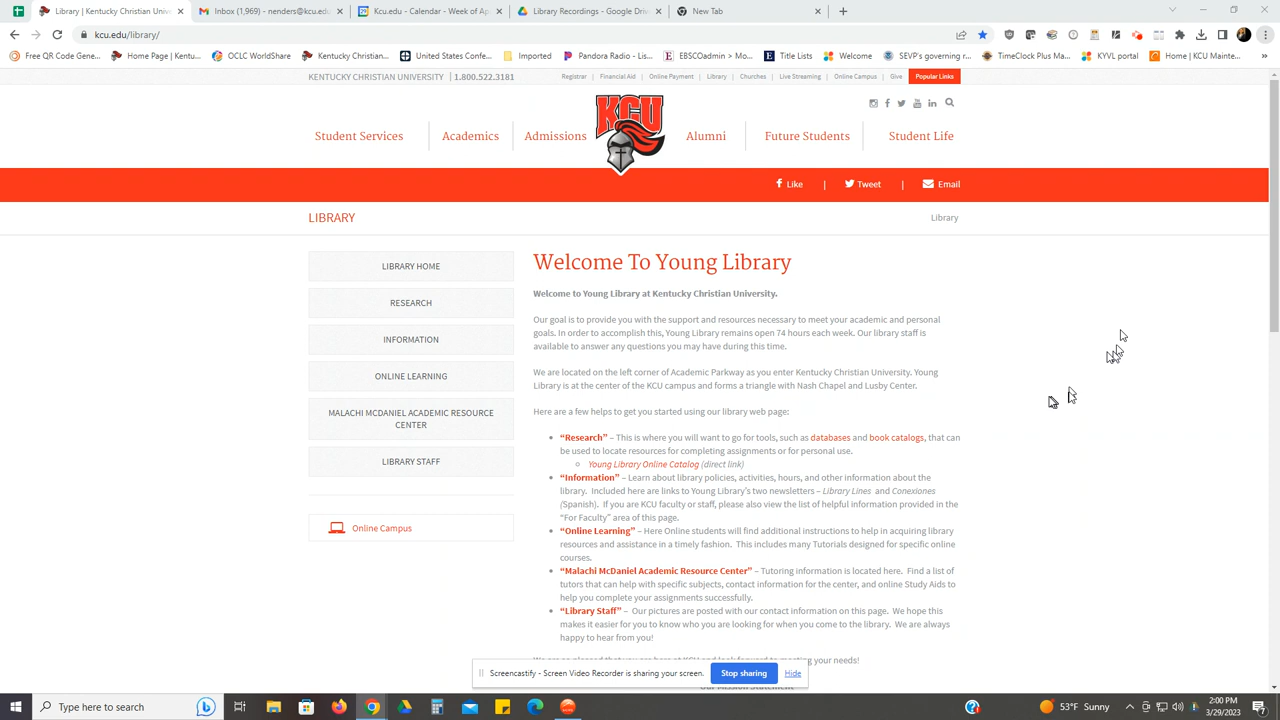 Library | Kentucky Christian U
Inbox (1,969) - nenders@kcu.ed
Calendar - Week of Ap
Library Recordings - Google Driv
New Tab
kcu.edu/library/
Free QR Code Gene...
Home Page | Kentu...
OCLC WorldShare
Kentucky Christian...
United States Confe...
Imported
Pandora Radio - Lis...
EBSCOadmin > Mo...
Title Lists
Welcome
SEVP's governing r...
TimeClock Plus Ma...
KYVL portal
Home | KCU Mainte...
KENTUCKY CHRISTIAN UNIVERSITY | 1.800.522.3181
Registrar | Financial Aid | Online Payment | Library | Churches | Live Streaming | Online Campus | Give
Popular Links
KCU
Student Services
Academics
Admissions
Alumni
Future Students
Student Life
Like | Tweet | Email
LIBRARY
Library
LIBRARY HOME
RESEARCH
INFORMATION
ONLINE LEARNING
MALACHI MCDANIEL ACADEMIC RESOURCE
CENTER
LIBRARY STAFF
Online Campus
Welcome To Young Library
Welcome to Young Library at Kentucky Christian University.
Our goal is to provide you with the support and resources necessary to meet your academic and personal
goals. In order to accomplish this, Young Library remains open 74 hours each week. Our library staff is
available to answer any questions you may have during this time.
We are located on the left corner of Academic Parkway as you enter Kentucky Christian University. Young
Library is at the center of the KCU campus and forms a triangle with Nash Chapel and Lusby Center.
Here are a few helps to get you started using our library web page:
“Research” – This is where you will want to go for tools, such as databases and book catalogs, that can
be used to locate resources for completing assignments or for personal use.
Young Library Online Catalog (direct link)
“Information” – Learn about library policies, activities, hours, and other information about the
library. Included here are links to Young Library’s two newsletters – Library Lines and Conexiones
(Spanish). If you are KCU faculty or staff, please also view the list of helpful information provided in the
“For Faculty” area of this page.
“Online Learning” – Here Online students will find additional instructions to help in acquiring library
resources and assistance in a timely fashion. This includes many Tutorials designed for specific online
courses.
“Malachi McDaniel Academic Resource Center” – Tutoring information is located here. Find a list of
tutors that can help with specific subjects, contact information for the center, and online Study Aids to
help you complete your assignments successfully.
“Library Staff” – Our pictures are posted with our contact information on this page. We hope this
makes it easier for you to know who you are looking for when you come to the library. We are always
happy to hear from you!
your needs!
Screencastify - Screen Video Recorder is sharing your screen.
Stop sharing
Hide
Type here to search
53°F Sunny
2:00 PM
3/29/2023